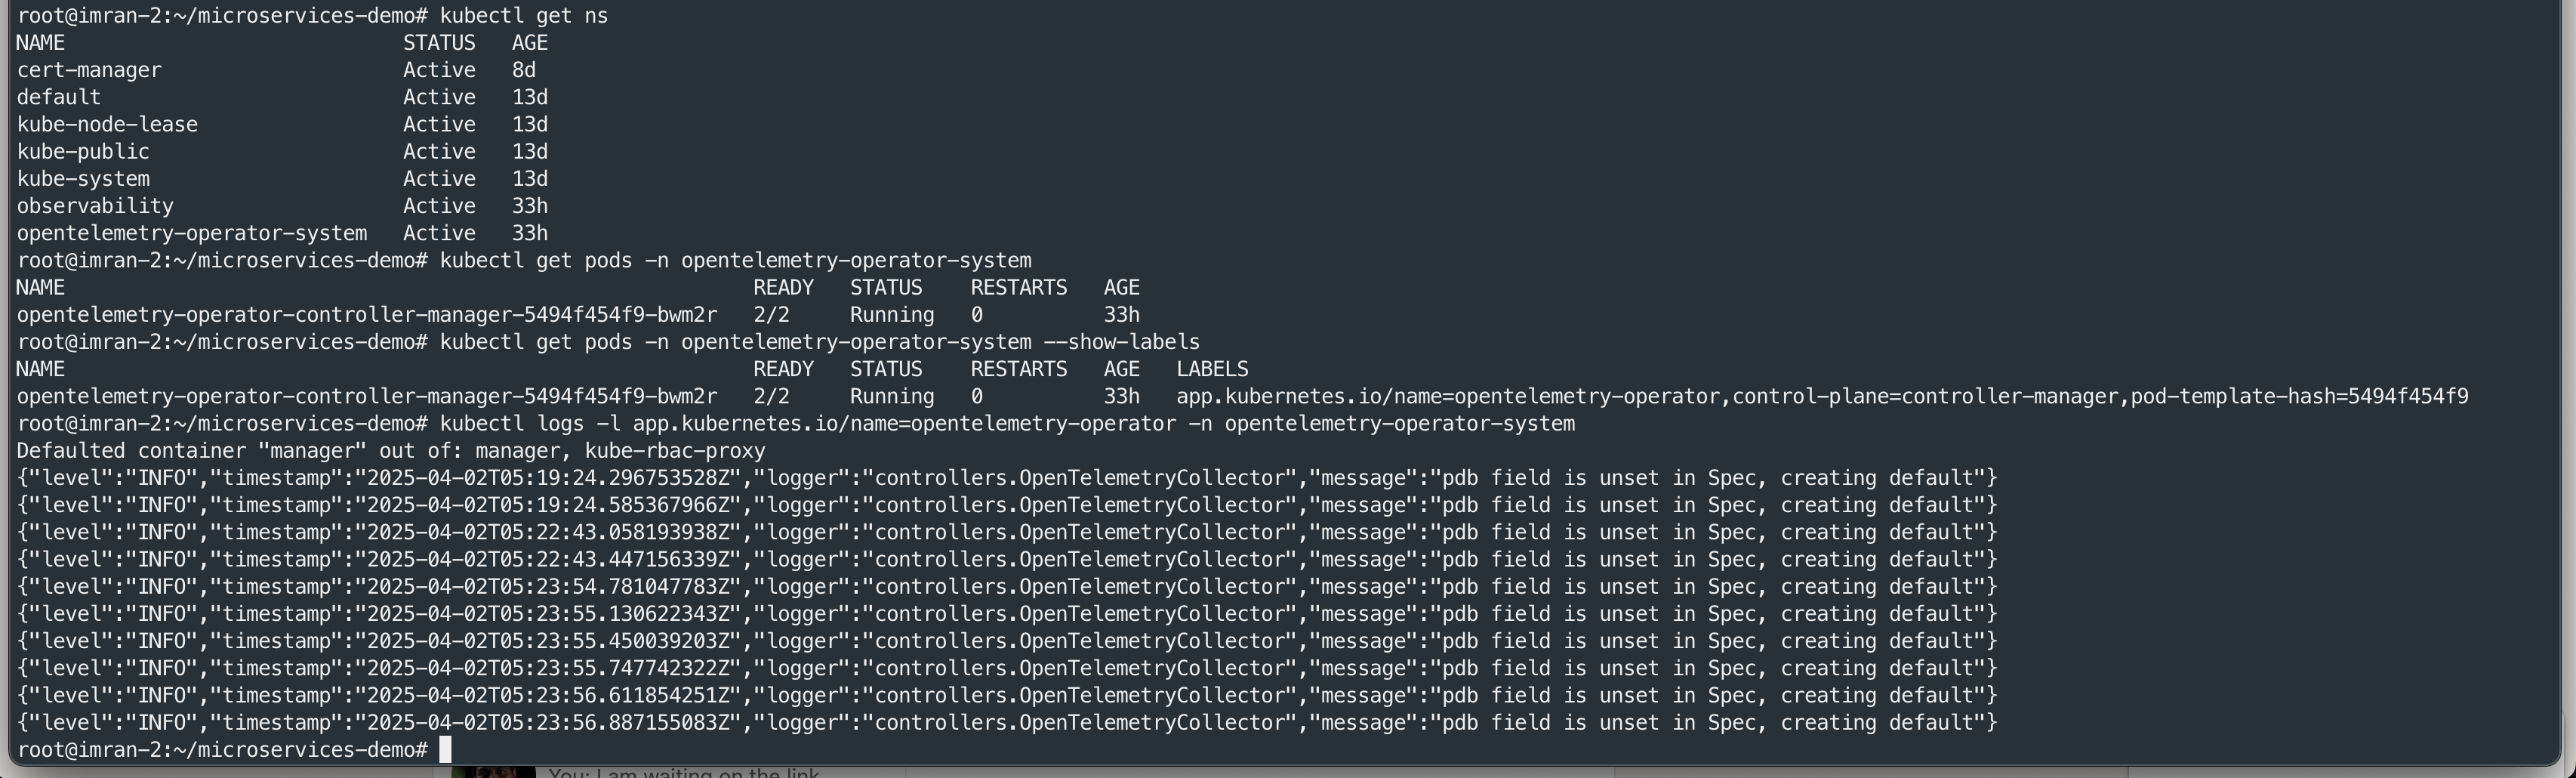 root@imran-2:~/microservices-demo# kubectl get ns
NAME                            STATUS   AGE
cert-manager                    Active   8d
default                         Active   13d
kube-node-lease                 Active   13d
kube-public                     Active   13d
kube-system                     Active   13d
observability                   Active   33h
opentelemetry-operator-system   Active   33h
root@imran-2:~/microservices-demo# kubectl get pods -n opentelemetry-operator-system
NAME                                                         READY   STATUS    RESTARTS   AGE
opentelemetry-operator-controller-manager-5494f454f9-bwm2r   2/2     Running   0          33h
root@imran-2:~/microservices-demo# kubectl get pods -n opentelemetry-operator-system --show-labels
NAME                                                         READY   STATUS    RESTARTS   AGE   LABELS
opentelemetry-operator-controller-manager-5494f454f9-bwm2r   2/2     Running   0          33h   app.kubernetes.io/name=opentelemetry-operator,control-plane=controller-manager,pod-template-hash=5494f454f9
root@imran-2:~/microservices-demo# kubectl logs -l app.kubernetes.io/name=opentelemetry-operator -n opentelemetry-operator-system
Defaulted container "manager" out of: manager, kube-rbac-proxy
{"level":"INFO","timestamp":"2025-04-02T05:19:24.296753528Z","logger":"controllers.OpenTelemetryCollector","message":"pdb field is unset in Spec, creating default"}
{"level":"INFO","timestamp":"2025-04-02T05:19:24.585367966Z","logger":"controllers.OpenTelemetryCollector","message":"pdb field is unset in Spec, creating default"}
{"level":"INFO","timestamp":"2025-04-02T05:22:43.058193938Z","logger":"controllers.OpenTelemetryCollector","message":"pdb field is unset in Spec, creating default"}
{"level":"INFO","timestamp":"2025-04-02T05:22:43.447156339Z","logger":"controllers.OpenTelemetryCollector","message":"pdb field is unset in Spec, creating default"}
{"level":"INFO","timestamp":"2025-04-02T05:23:54.781047783Z","logger":"controllers.OpenTelemetryCollector","message":"pdb field is unset in Spec, creating default"}
{"level":"INFO","timestamp":"2025-04-02T05:23:55.130622343Z","logger":"controllers.OpenTelemetryCollector","message":"pdb field is unset in Spec, creating default"}
{"level":"INFO","timestamp":"2025-04-02T05:23:55.450039203Z","logger":"controllers.OpenTelemetryCollector","message":"pdb field is unset in Spec, creating default"}
{"level":"INFO","timestamp":"2025-04-02T05:23:55.747742322Z","logger":"controllers.OpenTelemetryCollector","message":"pdb field is unset in Spec, creating default"}
{"level":"INFO","timestamp":"2025-04-02T05:23:56.611854251Z","logger":"controllers.OpenTelemetryCollector","message":"pdb field is unset in Spec, creating default"}
{"level":"INFO","timestamp":"2025-04-02T05:23:56.887155083Z","logger":"controllers.OpenTelemetryCollector","message":"pdb field is unset in Spec, creating default"}
root@imran-2:~/microservices-demo#
You: I am waiting on the link